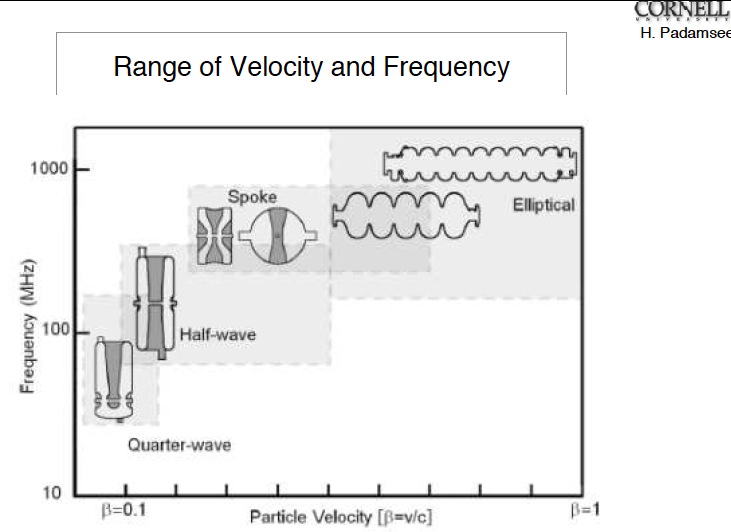 CORNELL
UNIVERSITY
H. Padamsee
Range of Velocity and Frequency
1000
Spoke
Elliptical
Frequency (MHz)
100
Half-wave
Quarter-wave
10
β=0.1
Particle Velocity [β=v/c]
β=1